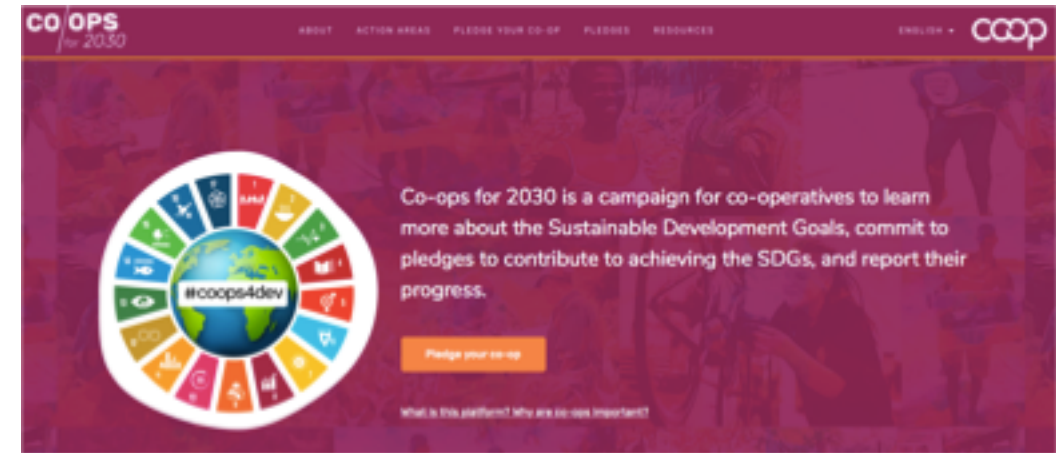 CO/OPS
for 2030
ABOUT ACTION AREAS PLEDGE YOUR CO-OP PLEDGES RESOURCES
ENGLISH
coop
Co-ops for 2030 is a campaign for co-operatives to learn
more about the Sustainable Development Goals, commit to
pledges to contribute to achieving the SDGs, and report their
progress.
#coops4dev
Pledge your co-op
What is this platform? Why are co-ops important?